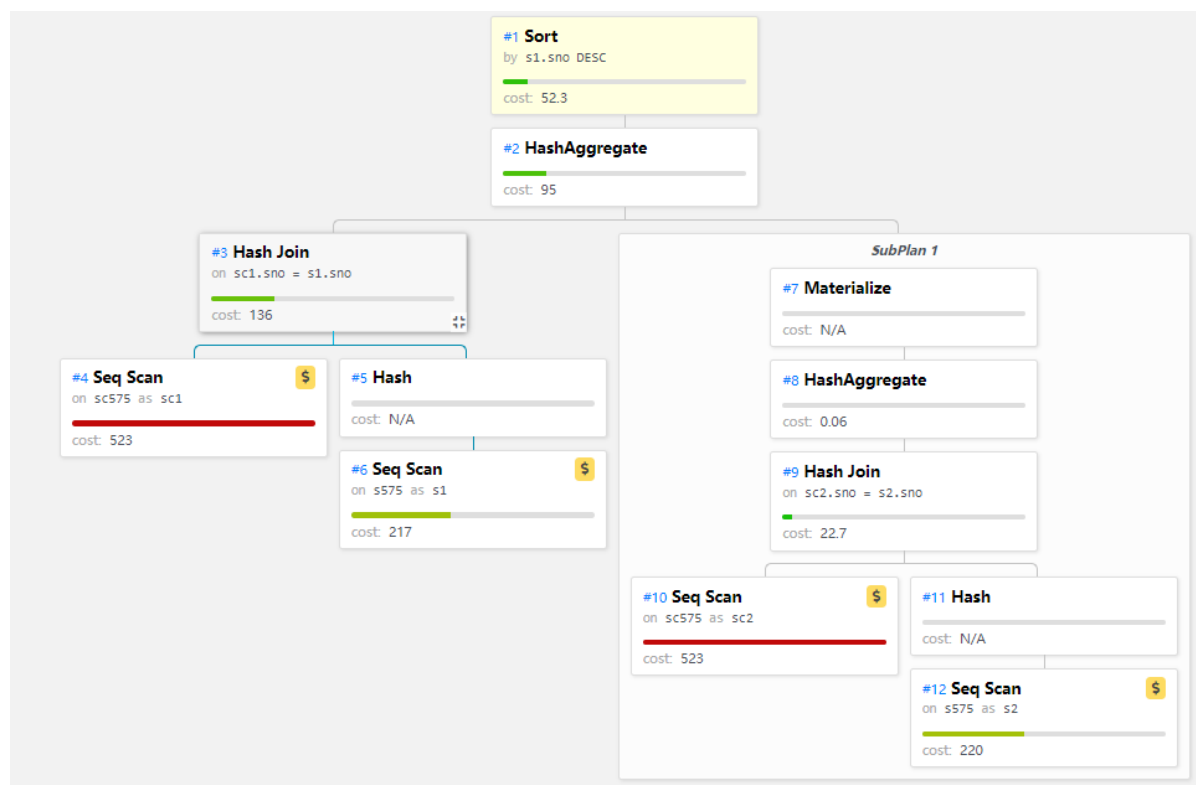 #1 Sort
by s1.sno DESC
cost: 52.3
#2 HashAggregate
cost: 95
#3 Hash Join
on sc1.sno = s1.sno
cost: 136
#4 Seq Scan $
on sc575 as sc1
cost: 523
#5 Hash
cost: N/A
#6 Seq Scan $
on s575 as s1
cost: 217
SubPlan 1
#7 Materialize
cost: N/A
#8 HashAggregate
cost: 0.06
#9 Hash Join
on sc2.sno = s2.sno
cost: 22.7
#10 Seq Scan $
on sc575 as sc2
cost: 523
#11 Hash
cost: N/A
#12 Seq Scan $
on s575 as s2
cost: 220